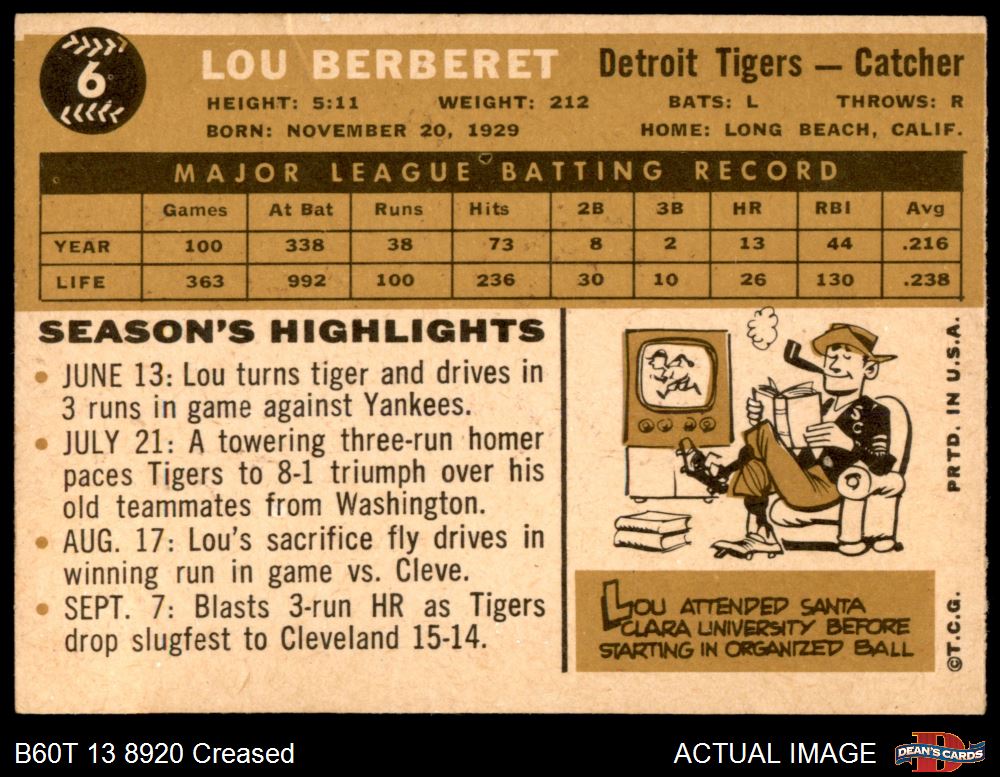 6
LOU BERBERET
Detroit Tigers — Catcher
HEIGHT: 5:11 WEIGHT: 212 BATS: L THROWS: R
BORN: NOVEMBER 20, 1929 HOME: LONG BEACH, CALIF.
MAJOR LEAGUE BATTING RECORD
Games At Bat Runs Hits 2B 3B HR RBI Avg
YEAR 100 338 38 73 8 2 13 44 .216
LIFE 363 992 100 236 30 10 26 130 .238
SEASON'S HIGHLIGHTS
• JUNE 13: Lou turns tiger and drives in
3 runs in game against Yankees.
• JULY 21: A towering three-run homer
paces Tigers to 8-1 triumph over his
old teammates from Washington.
• AUG. 17: Lou's sacrifice fly drives in
winning run in game vs. Cleve.
• SEPT. 7: Blasts 3-run HR as Tigers
drop slugfest to Cleveland 15-14.
LOU ATTENDED SANTA
CLARA UNIVERSITY BEFORE
STARTING IN ORGANIZED BALL
©T.C.G. PRTD. IN U.S.A.
B60T 13 8920 Creased
ACTUAL IMAGE
DEAN'S CARDS